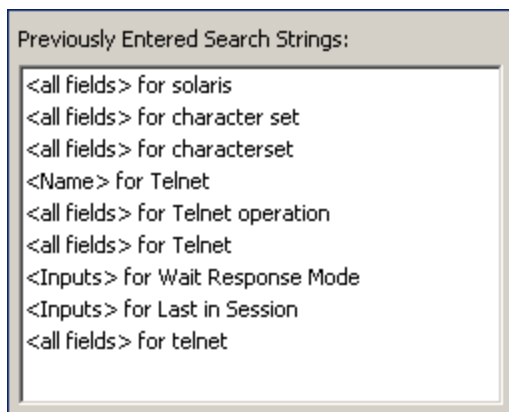 Previously Entered Search Strings:
<all fields> for solaris
<all fields> for character set
<all fields> for characterset
<Name> for Telnet
<all fields> for Telnet operation
<all fields> for Telnet
<Inputs> for Wait Response Mode
<Inputs> for Last in Session
<all fields> for telnet